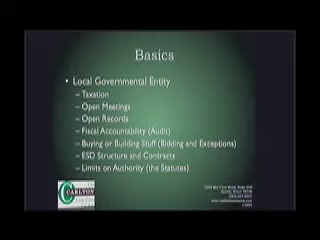 Basics
• Local Governmental Entity
– Taxation
– Open Meetings
– Open Records
– Fiscal Accountability (Audit)
– Buying or Building Stuff (Bidding and Exceptions)
– ESD Structure and Contracts
– Limits on Authority (the Statutes)
CARLTON